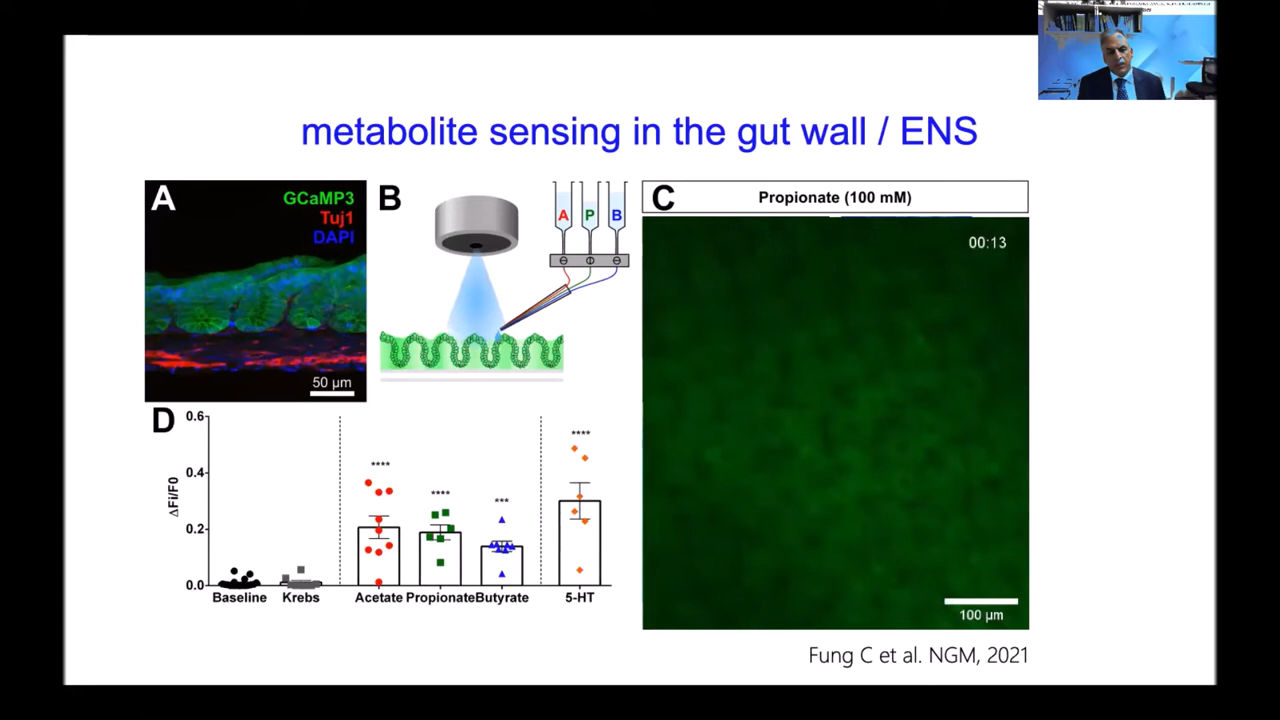 metabolite sensing in the gut wall / ENS
A
GCaMP3
Tuj1
DAPI
50 µm
B
A P B
C
Propionate (100 mM)
00:13
100 µm
D
ΔFi/F0
0.6
0.4
0.2
0.0
****
****
***
****
Baseline Krebs Acetate Propionate Butyrate 5-HT
Fung C et al. NGM, 2021